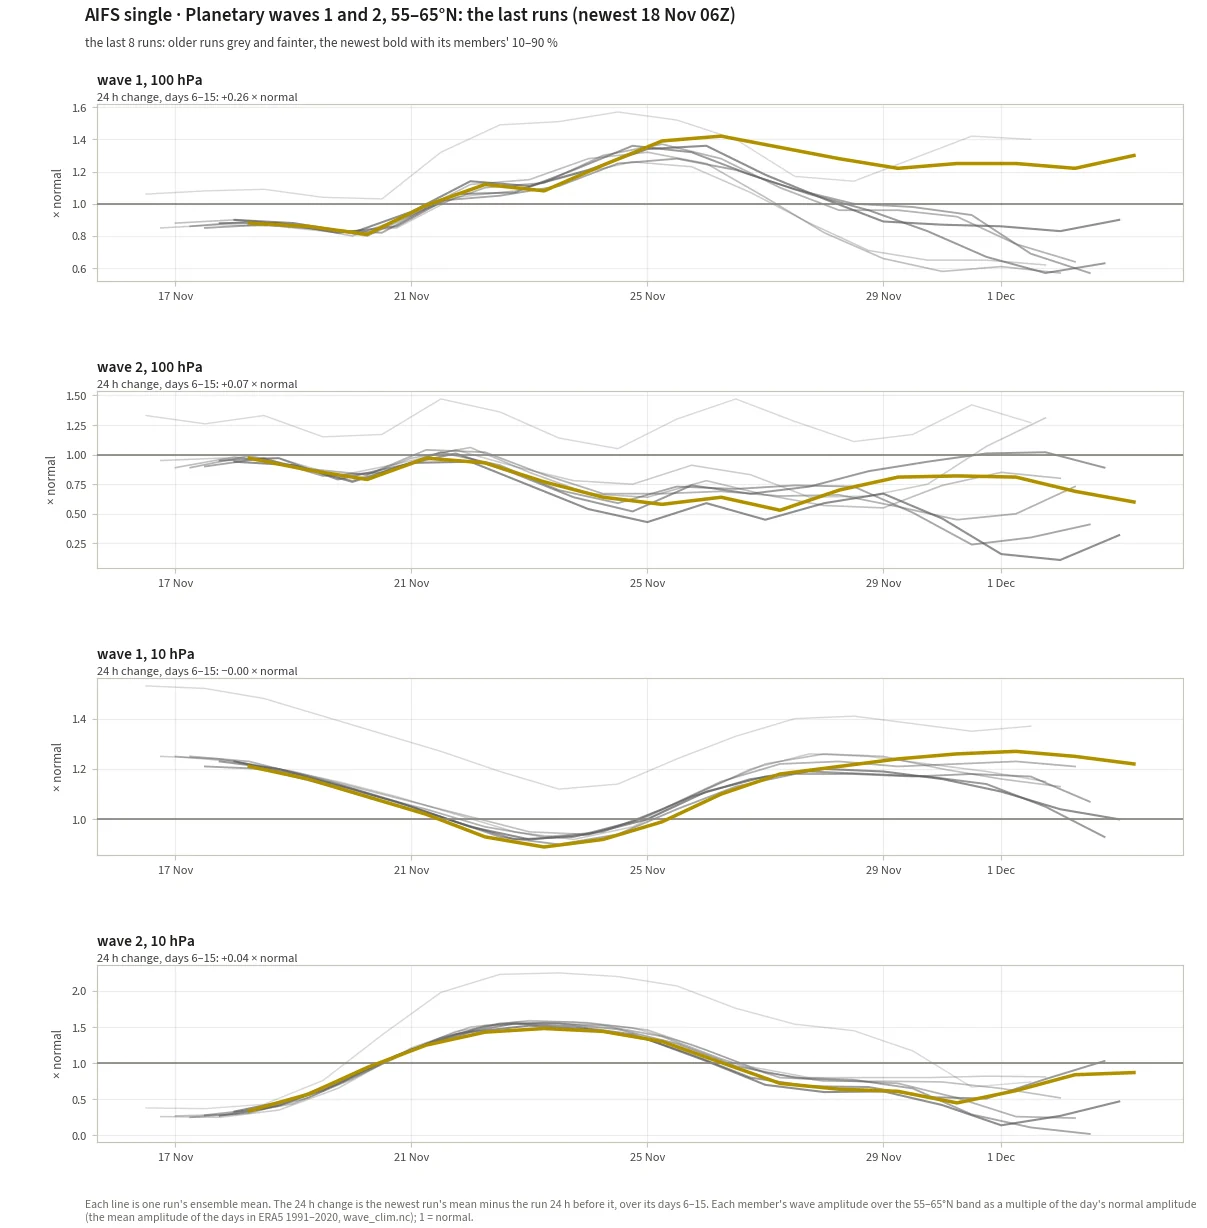 AIFS single · Planetary waves 1 and 2, 55–65°N: the last runs (newest 18 Nov 06Z)
the last 8 runs: older runs grey and fainter, the newest bold with its members' 10–90 %
wave 1, 100 hPa
24 h change, days 6–15: +0.26 × normal
1.6
1.4
1.2
1.0
0.8
0.6
× normal
17 Nov
21 Nov
25 Nov
29 Nov
1 Dec
wave 2, 100 hPa
24 h change, days 6–15: +0.07 × normal
1.50
1.25
1.00
0.75
0.50
0.25
× normal
17 Nov
21 Nov
25 Nov
29 Nov
1 Dec
wave 1, 10 hPa
24 h change, days 6–15: −0.00 × normal
1.4
1.2
1.0
× normal
17 Nov
21 Nov
25 Nov
29 Nov
1 Dec
wave 2, 10 hPa
24 h change, days 6–15: +0.04 × normal
2.0
1.5
1.0
0.5
0.0
× normal
17 Nov
21 Nov
25 Nov
29 Nov
1 Dec
Each line is one run's ensemble mean. The 24 h change is the newest run's mean minus the run 24 h before it, over its days 6–15. Each member's wave amplitude over the 55–65°N band as a multiple of the day's normal amplitude
(the mean amplitude of the days in ERA5 1991–2020, wave_clim.nc); 1 = normal.